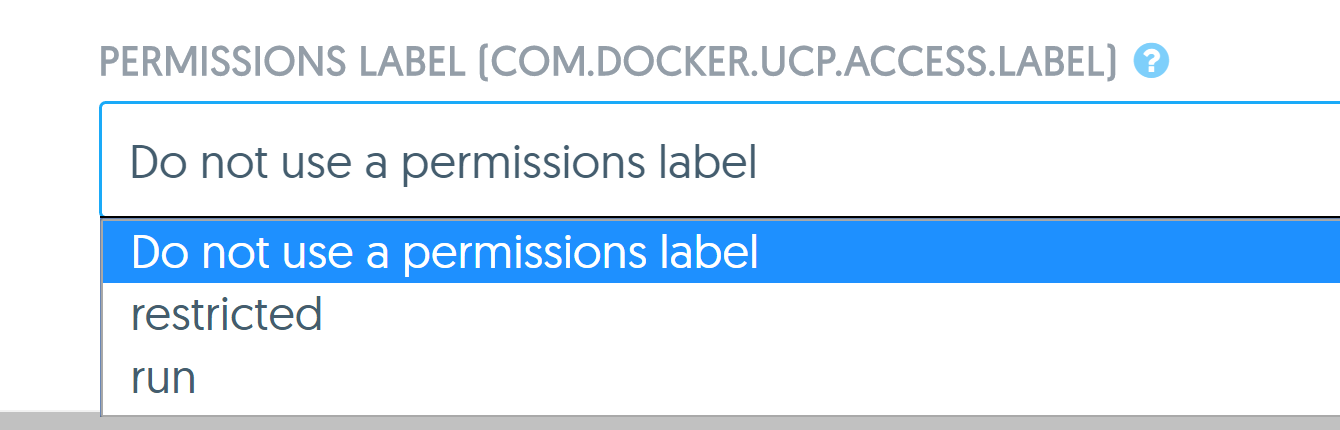 PERMISSIONS LABEL (COM.DOCKER.UCP.ACCESS.LABEL) ?
Do not use a permissions label
Do not use a permissions label
restricted
run